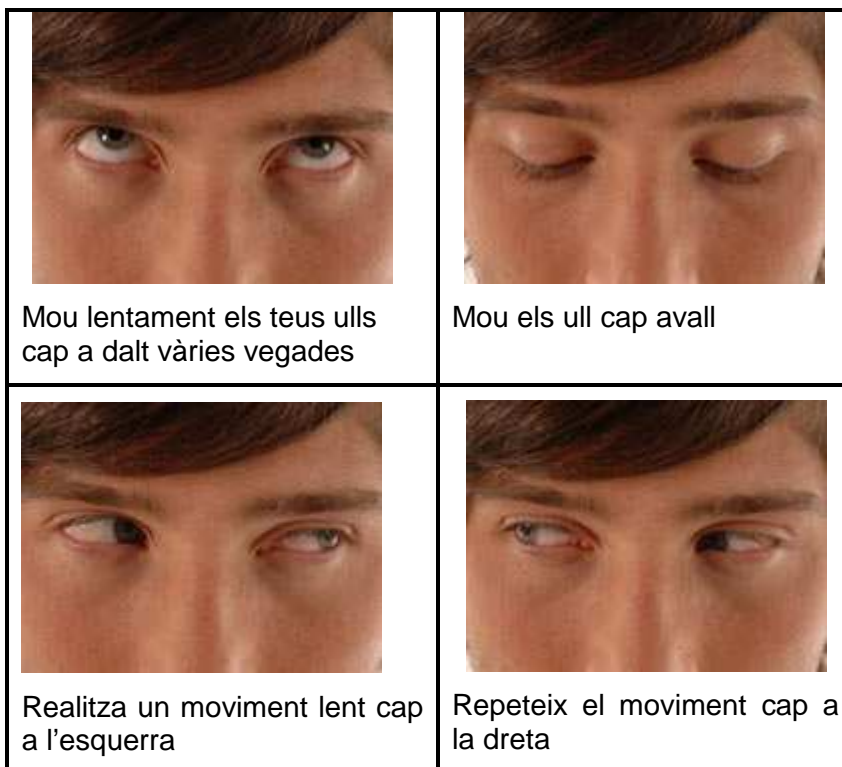 Mou lentament els teus ulls
cap a dalt vàries vegades
Mou els ull cap avall
Realitza un moviment lent cap
a l'esquerra
Repeteix el moviment cap a
la dreta